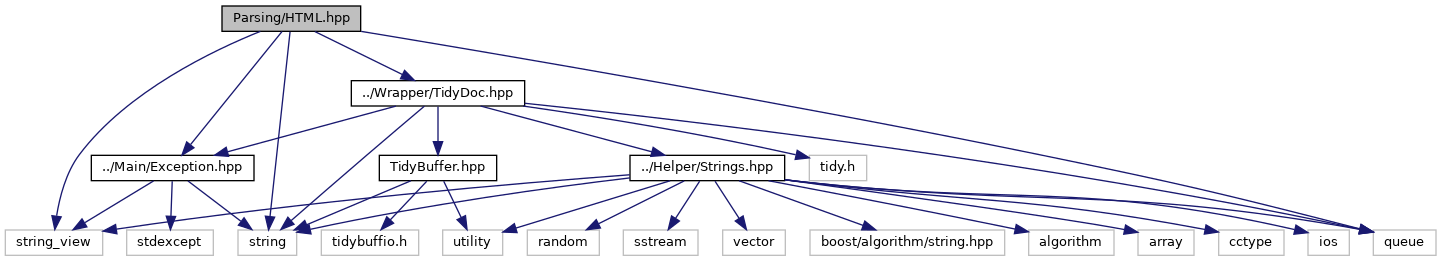 Parsing/HTML.hpp
../Wrapper/TidyDoc.hpp
../Main/Exception.hpp
TidyBuffer.hpp
../Helper/Strings.hpp
tidy.h
string_view
stdexcept
string
tidybuffio.h
utility
random
sstream
vector
boost/algorithm/string.hpp
algorithm
array
cctype
ios
queue